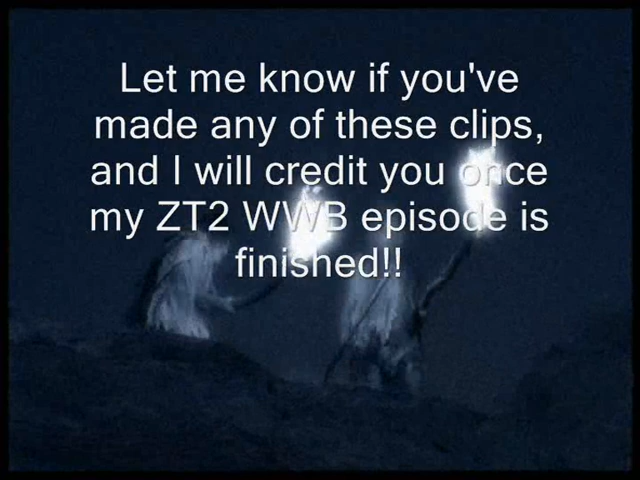 Let me know if you've
made any of these clips,
and I will credit you once
my ZT2 WWB episode is
finished!!